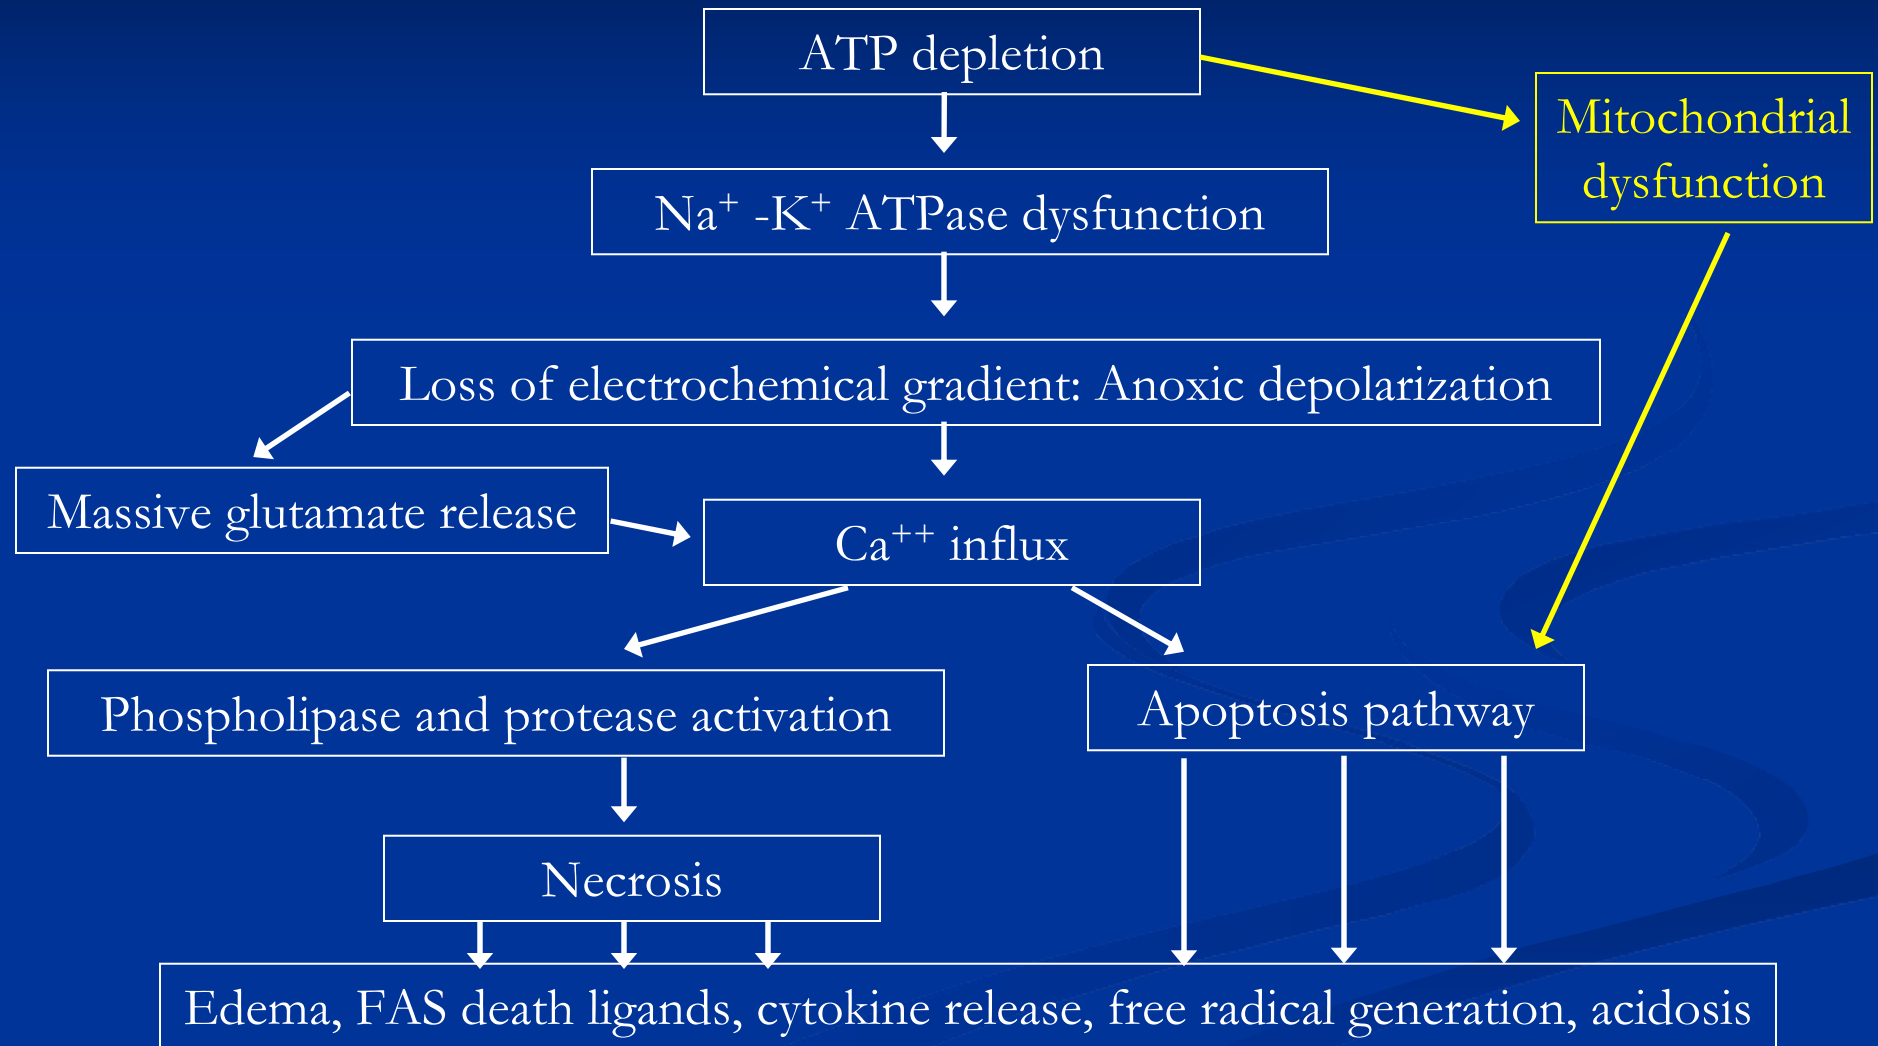 ATP depletion
Mitochondrial
dysfunction
Na⁺ -K⁺ ATPase dysfunction
Loss of electrochemical gradient: Anoxic depolarization
Massive glutamate release
Ca⁺⁺ influx
Phospholipase and protease activation
Apoptosis pathway
Necrosis
Edema, FAS death ligands, cytokine release, free radical generation, acidosis